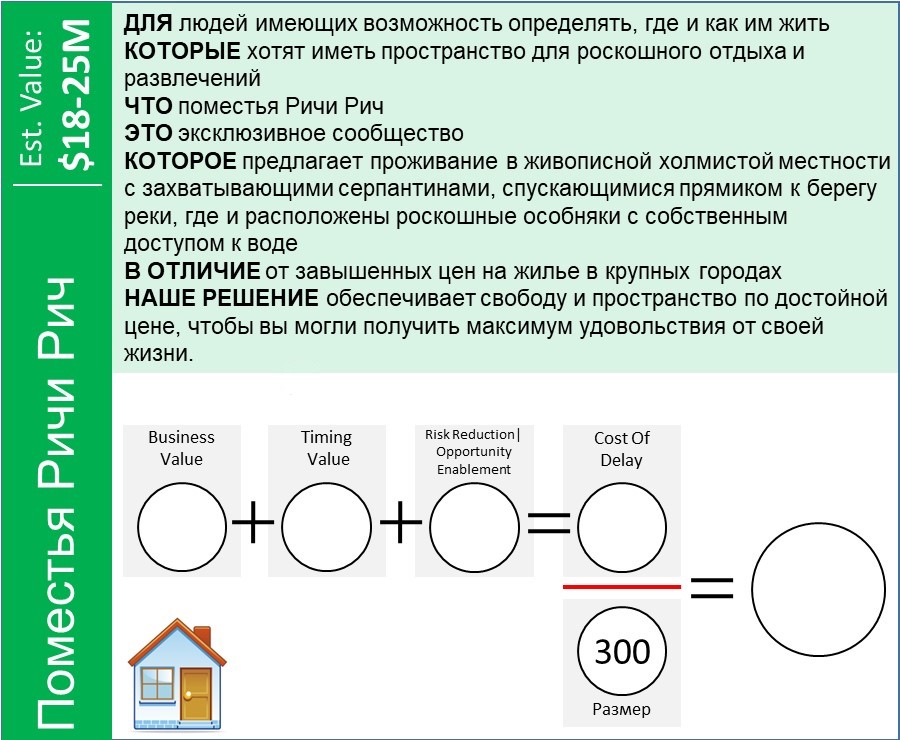 Est. Value:
$18-25M
Поместья Ричи Рич
ДЛЯ людей имеющих возможность определять, где и как им жить
КОТОРЫЕ хотят иметь пространство для роскошного отдыха и
развлечений
ЧТО поместья Ричи Рич
ЭТО эксклюзивное сообщество
КОТОРОЕ предлагает проживание в живописной холмистой местности
с захватывающими серпантинами, спускающимися прямиком к берегу
реки, где и расположены роскошные особняки с собственным
доступом к воде
В ОТЛИЧИЕ от завышенных цен на жилье в крупных городах
НАШЕ РЕШЕНИЕ обеспечивает свободу и пространство по достойной
цене, чтобы вы могли получить максимум удовольствия от своей
жизни.
Business
Value
+
Timing
Value
+
Risk Reduction|
Opportunity
Enablement
=
Cost Of
Delay
=
300
Размер